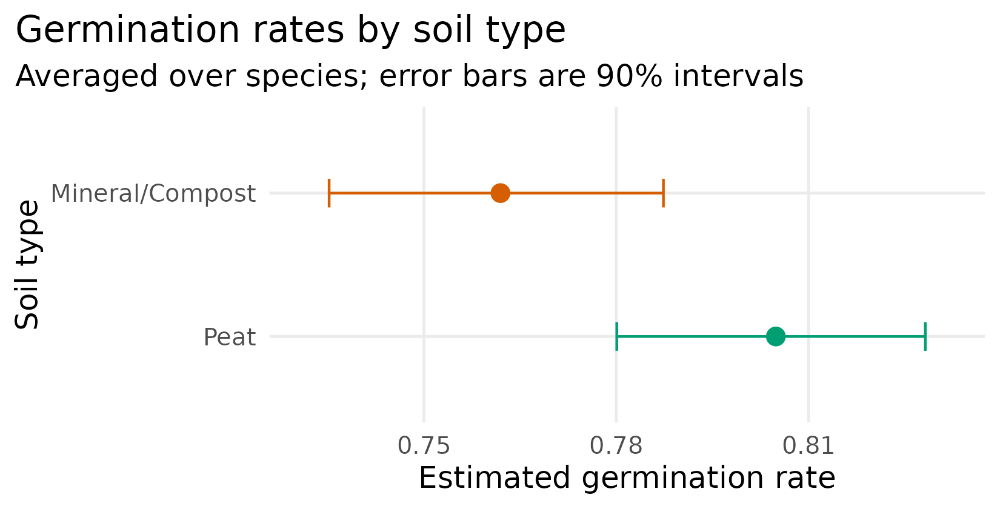 Germination rates by soil type
Averaged over species; error bars are 90% intervals
Soil type
Mineral/Compost
Peat
0.75
0.78
0.81
Estimated germination rate